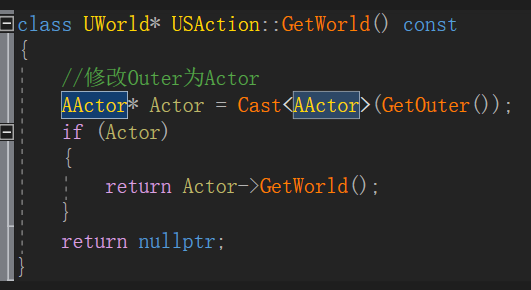 class UWorld* USAction::GetWorld() const
{
//修改Outer为Actor
AActor* Actor = Cast<AActor>(GetOuter());
if (Actor)
{
return Actor->GetWorld();
}
return nullptr;
}